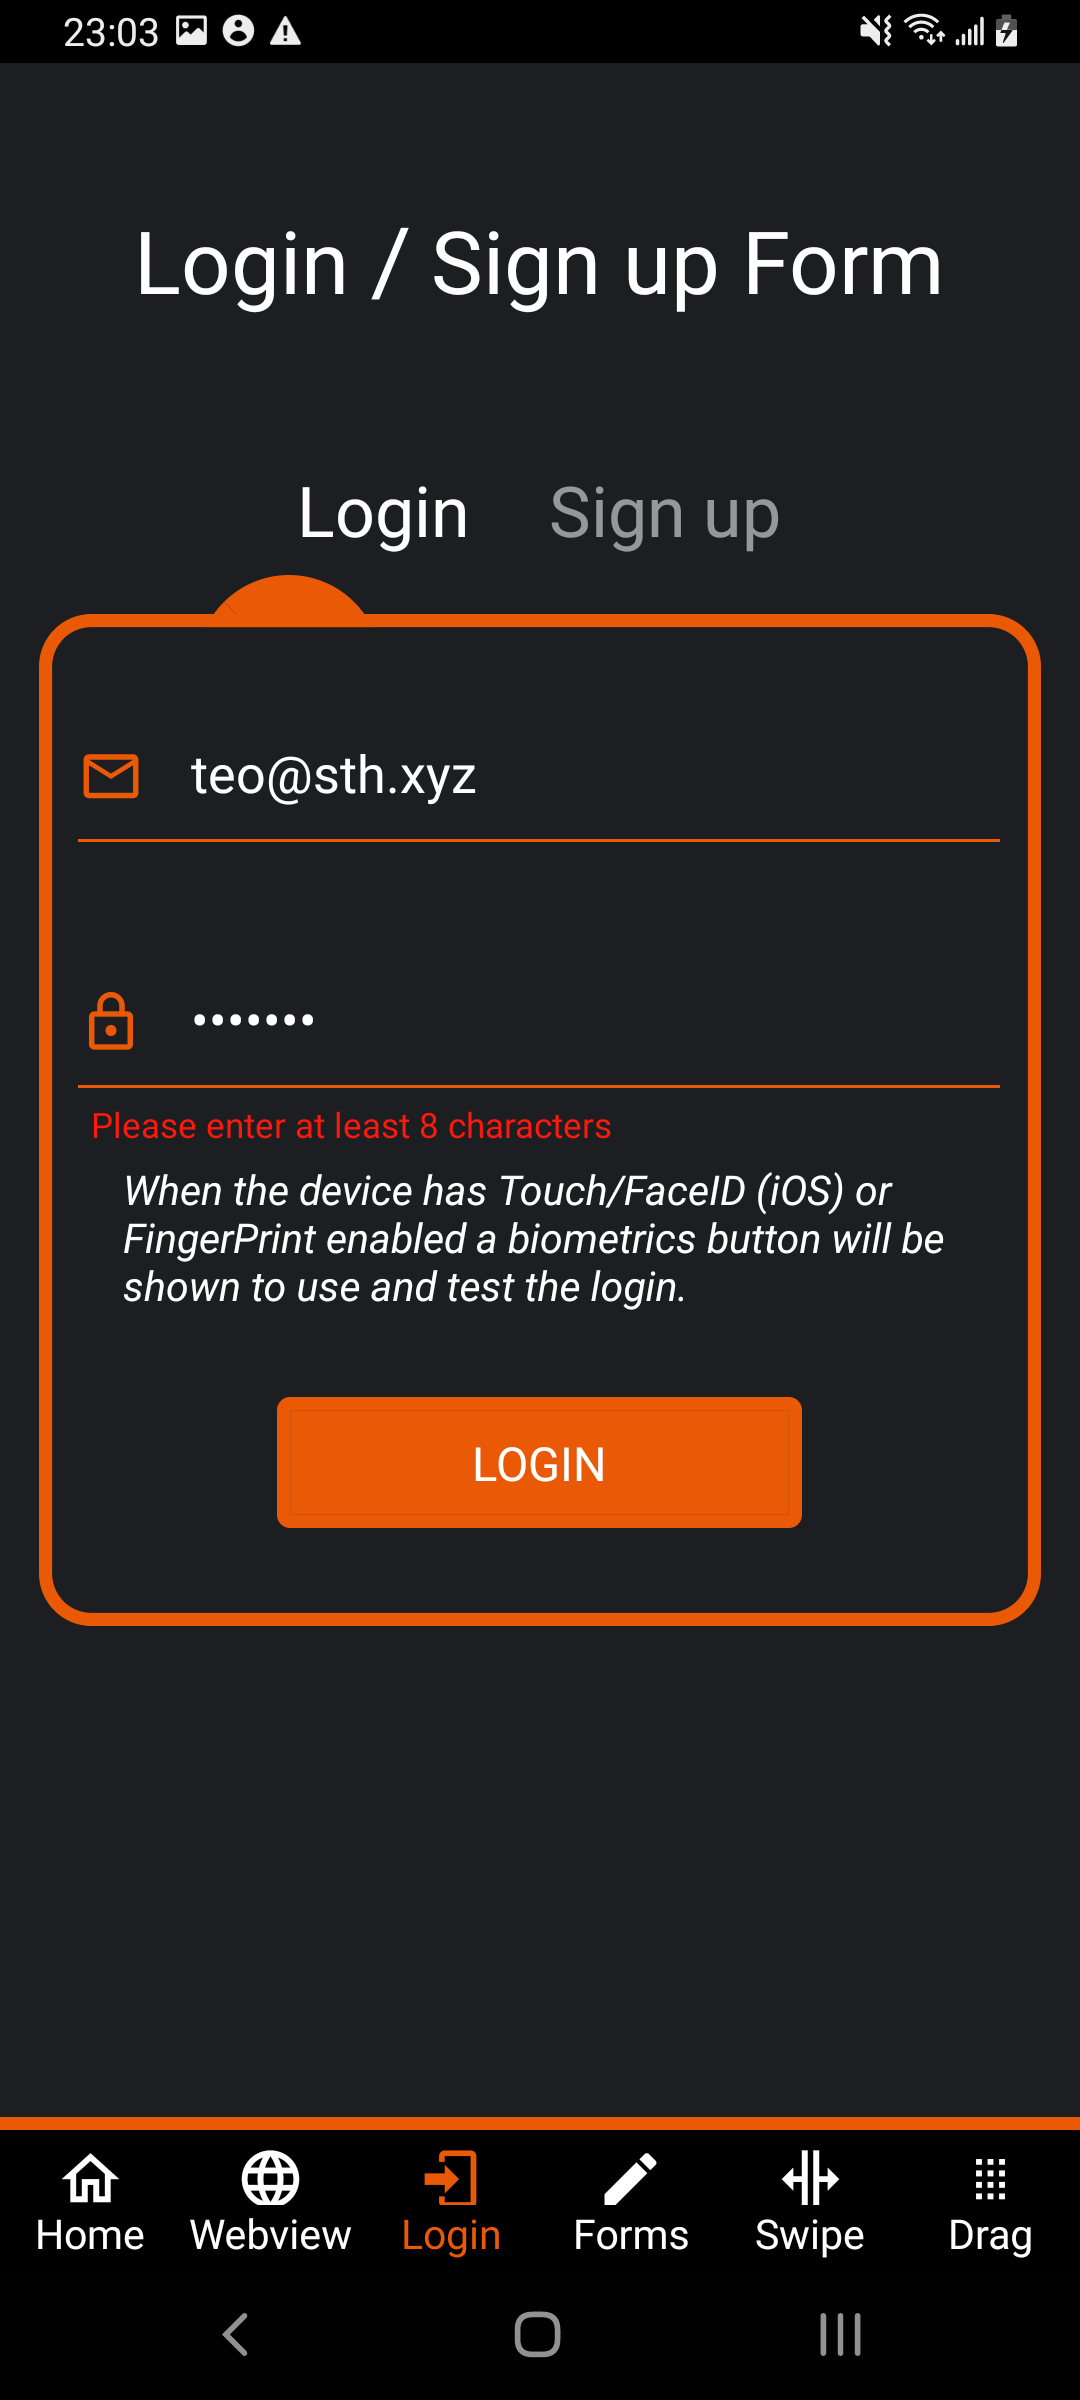 23:03
Login / Sign up Form
Login Sign up
teo@sth.xyz
•••••••
Please enter at least 8 characters
When the device has Touch/FaceID (iOS) or
FingerPrint enabled a biometrics button will be
shown to use and test the login.
LOGIN
Home Webview Login Forms Swipe Drag